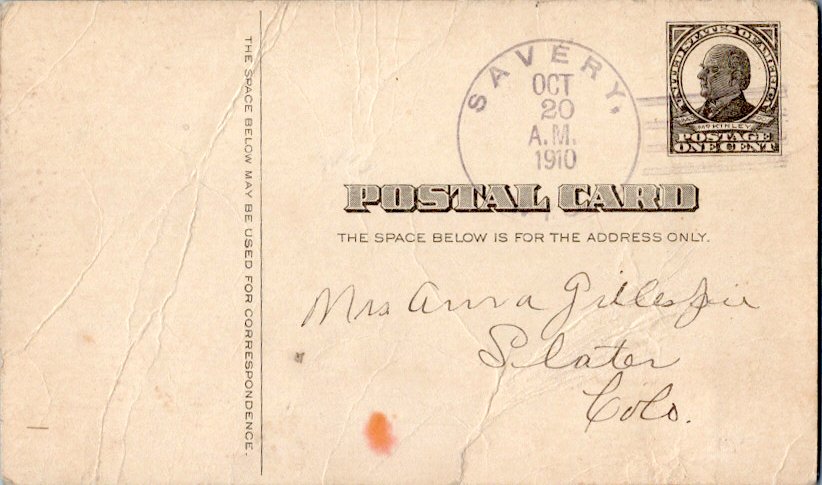 THE SPACE BELOW MAY BE USED FOR CORRESPONDENCE.
SAVERY,
OCT
20
A.M.
1910
UNITED STATES OF AMERICA
McKINLEY
POSTAGE
ONE CENT
POSTAL CARD
THE SPACE BELOW IS FOR THE ADDRESS ONLY.
Mrs Anna Gillespie
Slater
Colo.